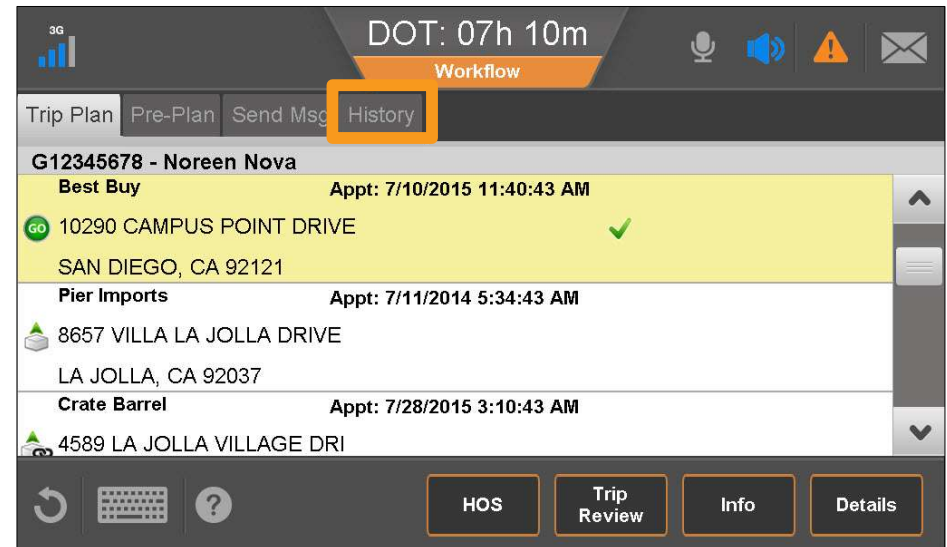 3G
DOT: 07h 10m
Workflow
Trip Plan Pre-Plan Send Msg History
G12345678 - Noreen Nova
Best Buy Appt: 7/10/2015 11:40:43 AM
GO 10290 CAMPUS POINT DRIVE
SAN DIEGO, CA 92121
Pier Imports Appt: 7/11/2014 5:34:43 AM
8657 VILLA LA JOLLA DRIVE
LA JOLLA, CA 92037
Crate Barrel Appt: 7/28/2015 3:10:43 AM
4589 LA JOLLA VILLAGE DRI
? HOS Trip Review Info Details